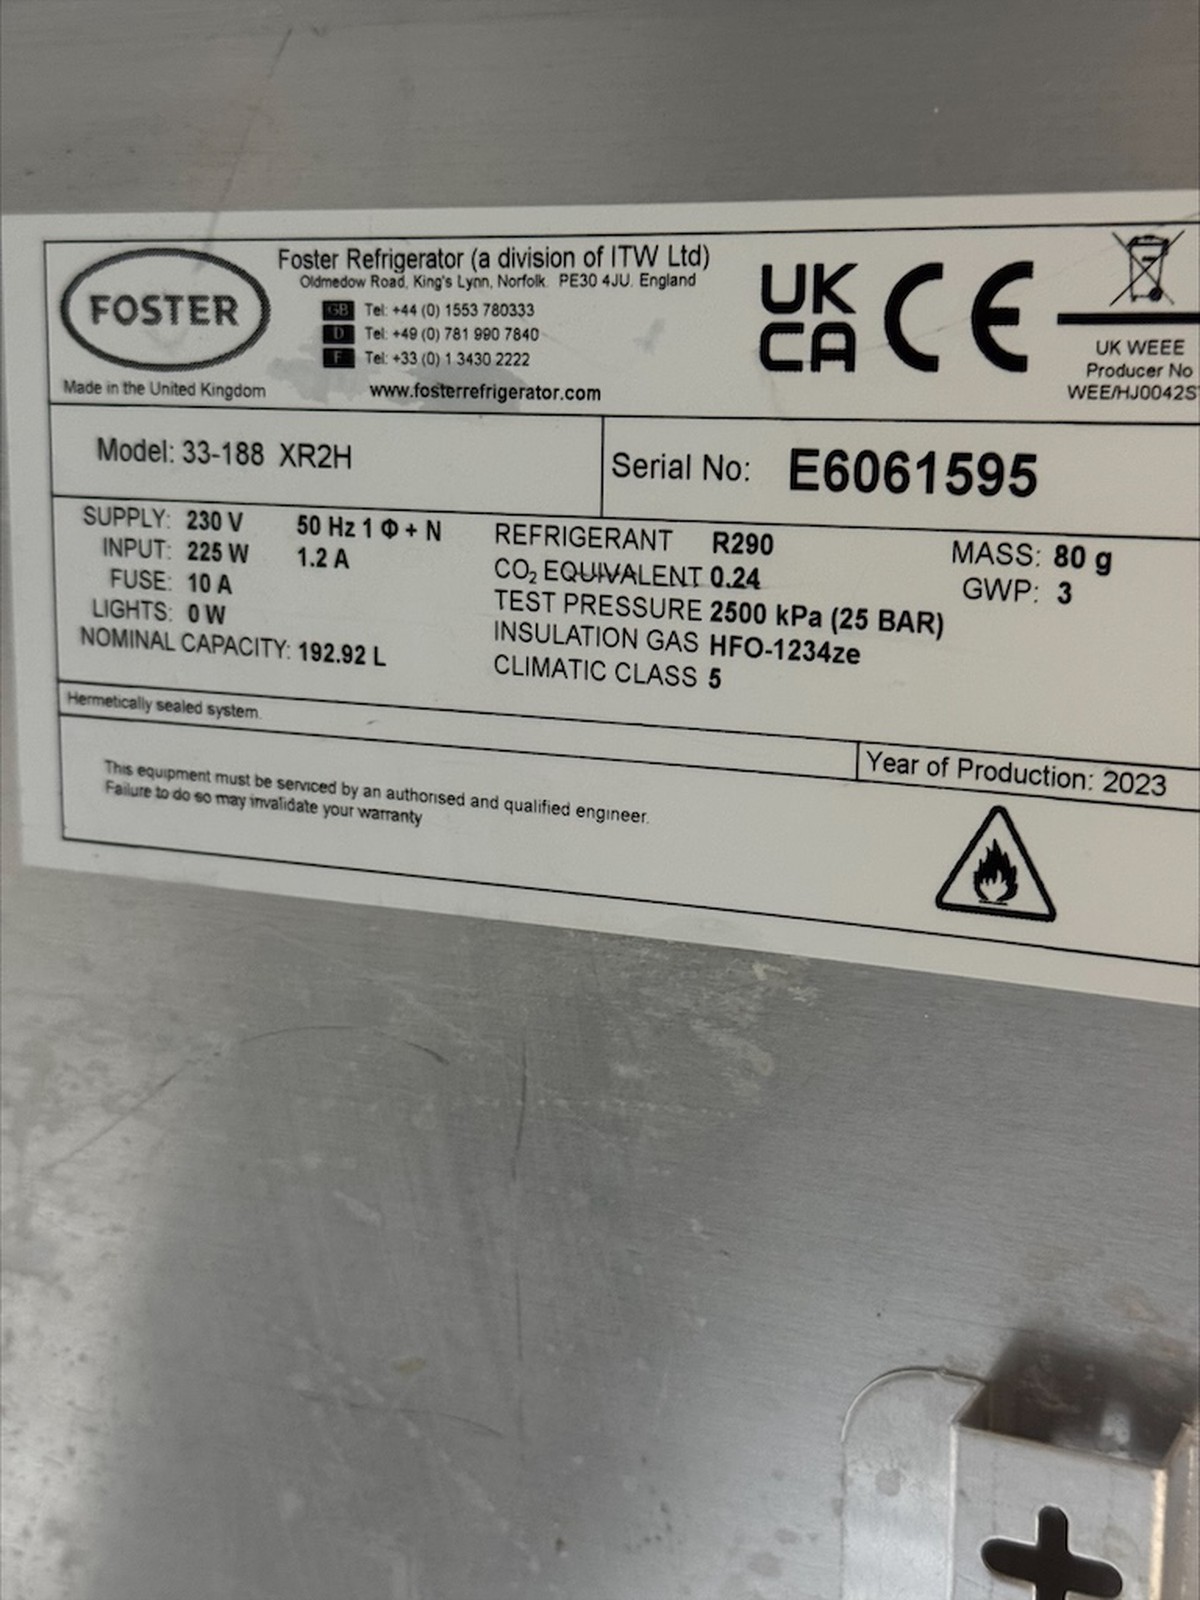 FOSTER
Made in the United Kingdom
Foster Refrigerator (a division of ITW Ltd)
Oldmedow Road, King's Lynn, Norfolk. PE30 4JU. England
GB Tel: +44 (0) 1553 780333
D Tel: +49 (0) 781 990 7840
F Tel: +33 (0) 1 3430 2222
www.fosterrefrigerator.com
UK
CA
CE
UK WEEE
Producer No
WEE/HJ0042S
Model: 33-188 XR2H
Serial No: E6061595
SUPPLY: 230 V 50 Hz 1 Φ + N
INPUT: 225 W 1.2 A
FUSE: 10 A
LIGHTS: 0 W
NOMINAL CAPACITY: 192.92 L
REFRIGERANT R290 MASS: 80 g
CO₂ EQUIVALENT 0.24 GWP: 3
TEST PRESSURE 2500 kPa (25 BAR)
INSULATION GAS HFO-1234ze
CLIMATIC CLASS 5
Hermetically sealed system.
Year of Production: 2023
This equipment must be serviced by an authorised and qualified engineer.
Failure to do so may invalidate your warranty